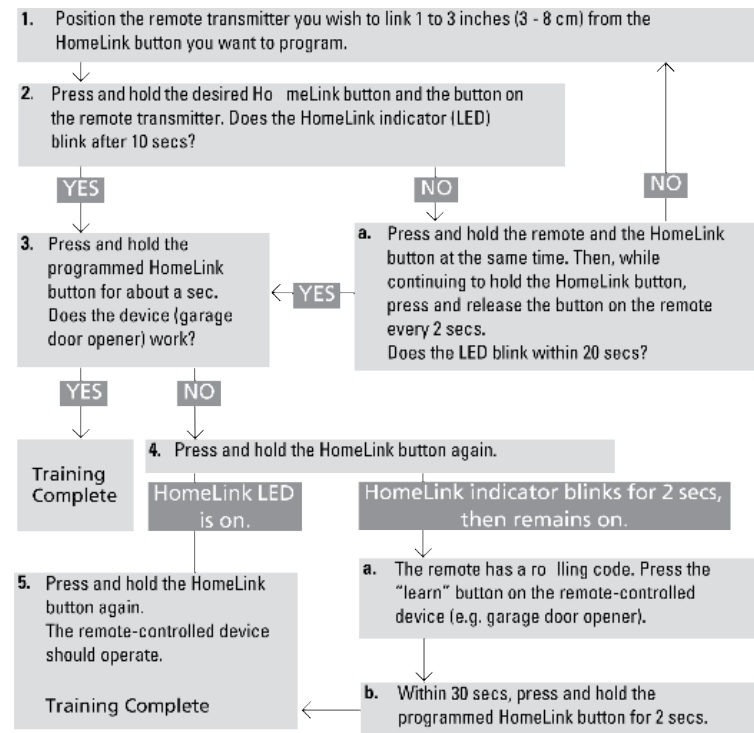 1. Position the remote transmitter you wish to link 1 to 3 inches (3 - 8 cm) from the
HomeLink button you want to program.
2. Press and hold the desired Ho meLink button and the button on
the remote transmitter. Does the HomeLink indicator (LED)
blink after 10 secs?
YES
NO
NO
3. Press and hold the
programmed HomeLink
button for about a sec.
Does the device (garage
door opener) work?
YES
a. Press and hold the remote and the HomeLink
button at the same time. Then, while
continuing to hold the HomeLink button,
press and release the button on the remote
every 2 secs.
Does the LED blink within 20 secs?
YES
NO
Training
Complete
4. Press and hold the HomeLink button again.
HomeLink LED
is on.
HomeLink indicator blinks for 2 secs,
then remains on.
5. Press and hold the HomeLink
button again.
The remote-controlled device
should operate.
Training Complete
a. The remote has a ro lling code. Press the
“learn” button on the remote-controlled
device (e.g. garage door opener).
b. Within 30 secs, press and hold the
programmed HomeLink button for 2 secs.